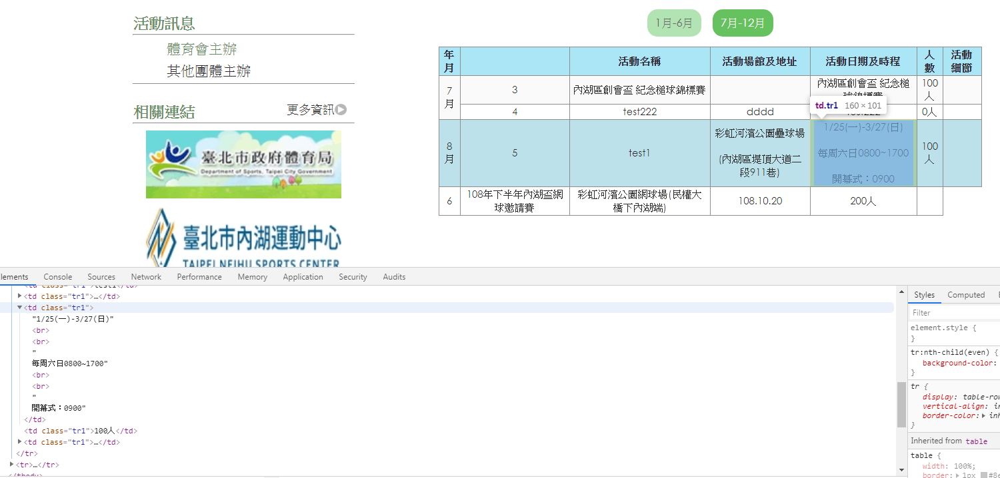 活動訊息
體育會主辦
其他團體主辦
相關連結
更多資訊
臺北市政府體育局
Department of Sports, Taipei City Government
臺北市內湖運動中心
TAIPEI NEIHU SPORTS CENTER
1月-6月
7月-12月
年月 活動名稱 活動場館及地址 活動日期及時程 人數 活動細節
7月
3 內湖區創會盃 紀念槌球錦標賽 內湖區創會盃 紀念槌球錦標賽 100人
4 test222 dddd test222 0人
td.tr1 160 × 101
8月
5 test1 彩虹河濱公園壘球場
(內湖區堤頂大道二段911巷)
1/25(一)-3/27(日)
每周六日0800~1700
開幕式：0900
100人
6 108年下半年內湖盃網球邀請賽 彩虹河濱公園網球場(民權大橋下內湖端) 108.10.20 200人
lements Console Sources Network Performance Memory Application Security Audits
<td class="tr1">test1</td>
<td class="tr1">…</td>
<td class="tr1">
"1/25(一)-3/27(日)"
<br>
<br>
"
每周六日0800~1700"
<br>
<br>
"
開幕式：0900"
</td>
<td class="tr1">100人</td>
<td class="tr1">…</td>
</tr>
<tr>…</tr>
</tbody>
Styles Computed
Filter
element.style {
}
tr:nth-child(even) {
background-color:
}
tr {
display: table-row
vertical-align: in
border-color: inh
}
Inherited from table
table {
width: 100%;
border: 1px #8e